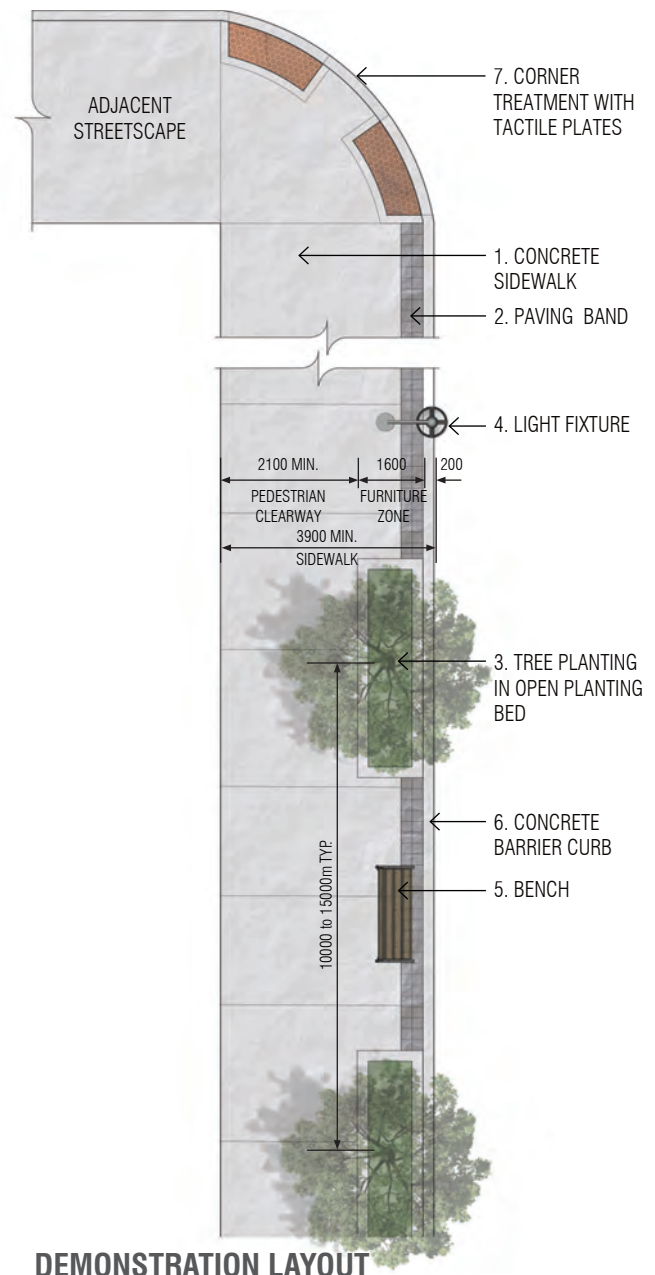 ADJACENT
STREETSCAPE
7. CORNER
TREATMENT WITH
TACTILE PLATES
1. CONCRETE
SIDEWALK
2. PAVING BAND
4. LIGHT FIXTURE
2100 MIN.
1600
200
PEDESTRIAN
CLEARWAY
FURNITURE
ZONE
3900 MIN.
SIDEWALK
3. TREE PLANTING
IN OPEN PLANTING
BED
10000 to 15000m TYP.
6. CONCRETE
BARRIER CURB
5. BENCH
DEMONSTRATION LAYOUT